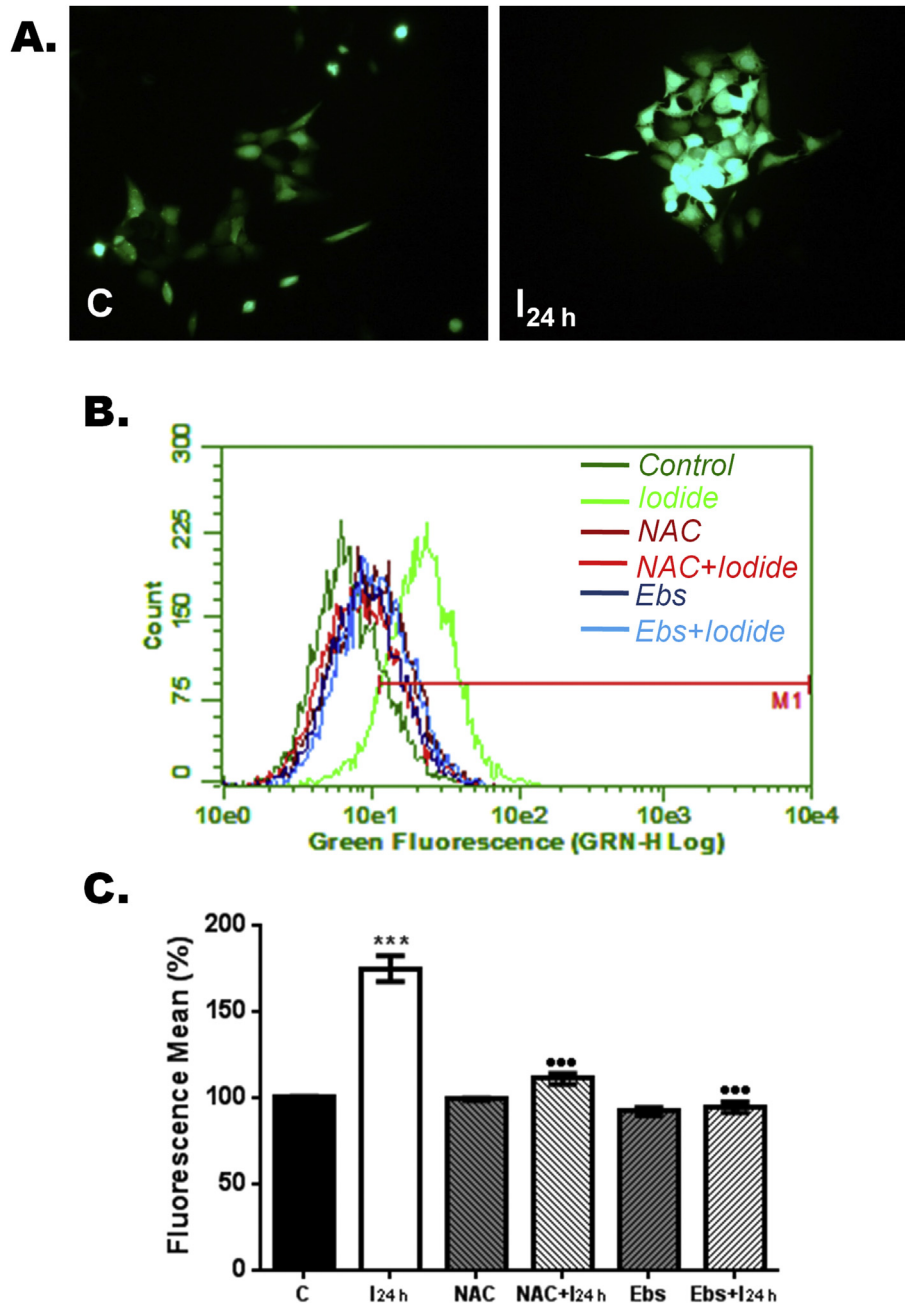 A.
C
I24 h
B.
300
225
150
75
0
Count
Control
Iodide
NAC
NAC+Iodide
Ebs
Ebs+Iodide
M1
10e0 10e1 10e2 10e3 10e4
Green Fluorescence (GRN-H Log)
C.
Fluorescence Mean (%)
200
150
100
50
0
***
•••
•••
C I24 h NAC NAC+I24 h Ebs Ebs+I24 h